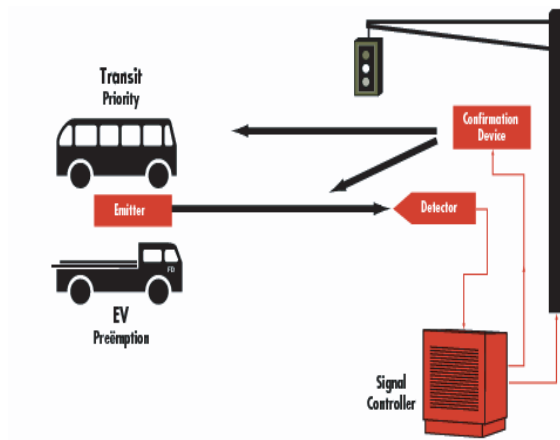 Transit
Priority
Confirmation
Device
Emitter
Detector
FD
EV
Preëmption
Signal
Controller